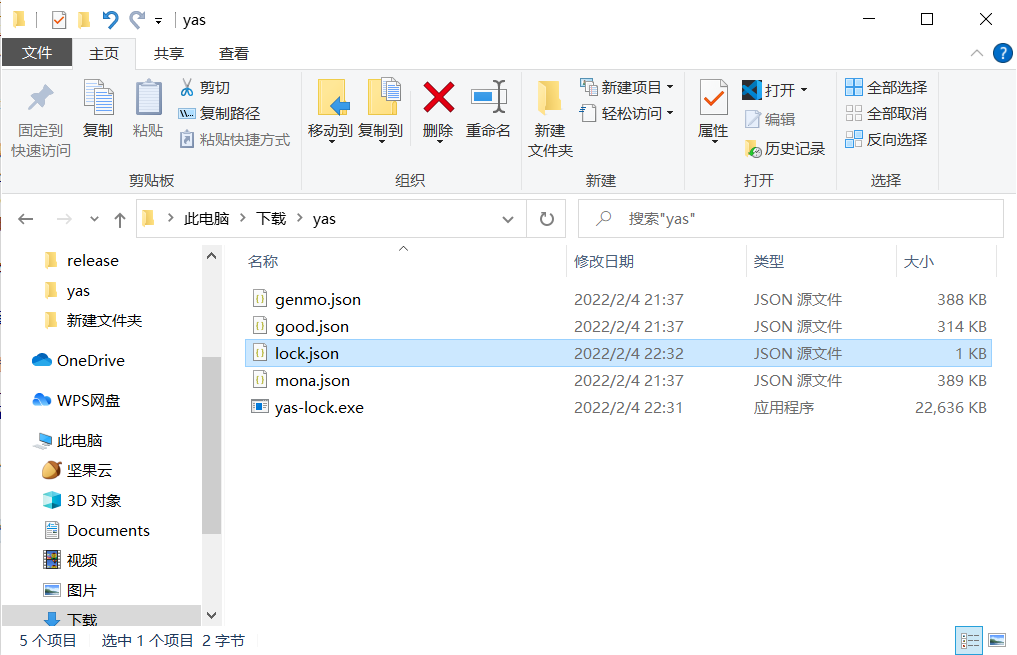 yas
文件 主页 共享 查看
固定到
快速访问
复制
粘贴
剪切
复制路径
粘贴快捷方式
剪贴板
移动到 复制到 删除 重命名
组织
新建
文件夹
新建项目
轻松访问
新建
属性
打开
编辑
历史记录
打开
全部选择
全部取消
反向选择
选择
此电脑 下载 yas
搜索"yas"
release
yas
新建文件夹
OneDrive
WPS网盘
此电脑
坚果云
3D 对象
Documents
视频
图片
下载
名称 修改日期 类型 大小
genmo.json 2022/2/4 21:37 JSON 源文件 388 KB
good.json 2022/2/4 21:37 JSON 源文件 314 KB
lock.json 2022/2/4 22:32 JSON 源文件 1 KB
mona.json 2022/2/4 21:37 JSON 源文件 389 KB
yas-lock.exe 2022/2/4 22:31 应用程序 22,636 KB
5 个项目 选中 1 个项目 2 字节